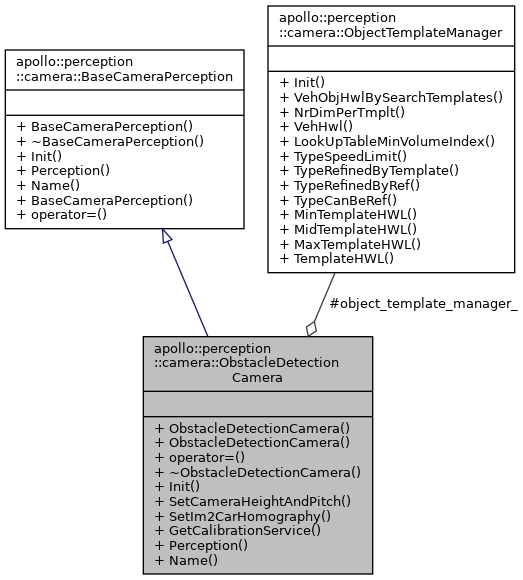 apollo::perception
::camera::BaseCameraPerception
+ BaseCameraPerception()
+ ~BaseCameraPerception()
+ Init()
+ Perception()
+ Name()
+ BaseCameraPerception()
+ operator=()
apollo::perception
::camera::ObjectTemplateManager
+ Init()
+ VehObjHwlBySearchTemplates()
+ NrDimPerTmplt()
+ VehHwl()
+ LookUpTableMinVolumeIndex()
+ TypeSpeedLimit()
+ TypeRefinedByTemplate()
+ TypeRefinedByRef()
+ TypeCanBeRef()
+ MinTemplateHWL()
+ MidTemplateHWL()
+ MaxTemplateHWL()
+ TemplateHWL()
#object_template_manager_
apollo::perception
::camera::ObstacleDetection
Camera
+ ObstacleDetectionCamera()
+ ObstacleDetectionCamera()
+ operator=()
+ ~ObstacleDetectionCamera()
+ Init()
+ SetCameraHeightAndPitch()
+ SetIm2CarHomography()
+ GetCalibrationService()
+ Perception()
+ Name()